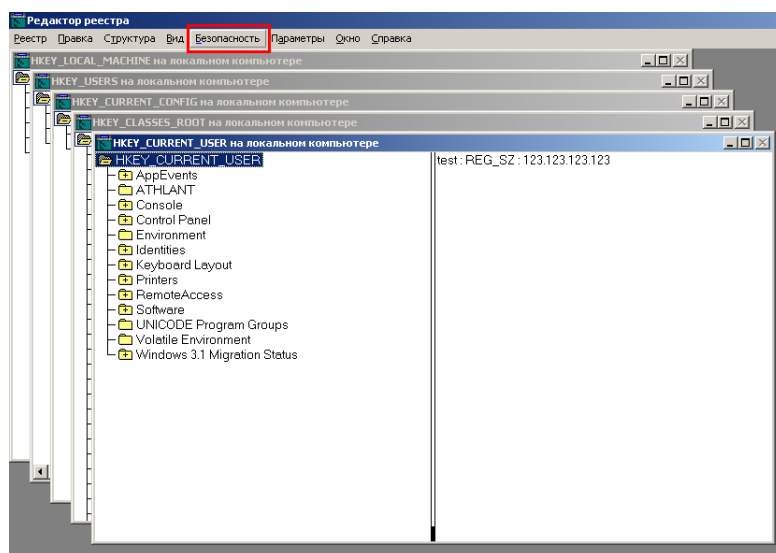 Редактор реестра
Реестр Правка Структура Вид Безопасность Параметры Окно Справка
HKEY_LOCAL_MACHINE на локальном компьютере
HKEY_USERS на локальном компьютере
HKEY_CURRENT_CONFIG на локальном компьютере
HKEY_CLASSES_ROOT на локальном компьютере
HKEY_CURRENT_USER на локальном компьютере
HKEY_CURRENT_USER
test : REG_SZ : 123.123.123.123
AppEvents
ATHLANT
Console
Control Panel
Environment
Identities
Keyboard Layout
Printers
RemoteAccess
Software
UNICODE Program Groups
Volatile Environment
Windows 3.1 Migration Status